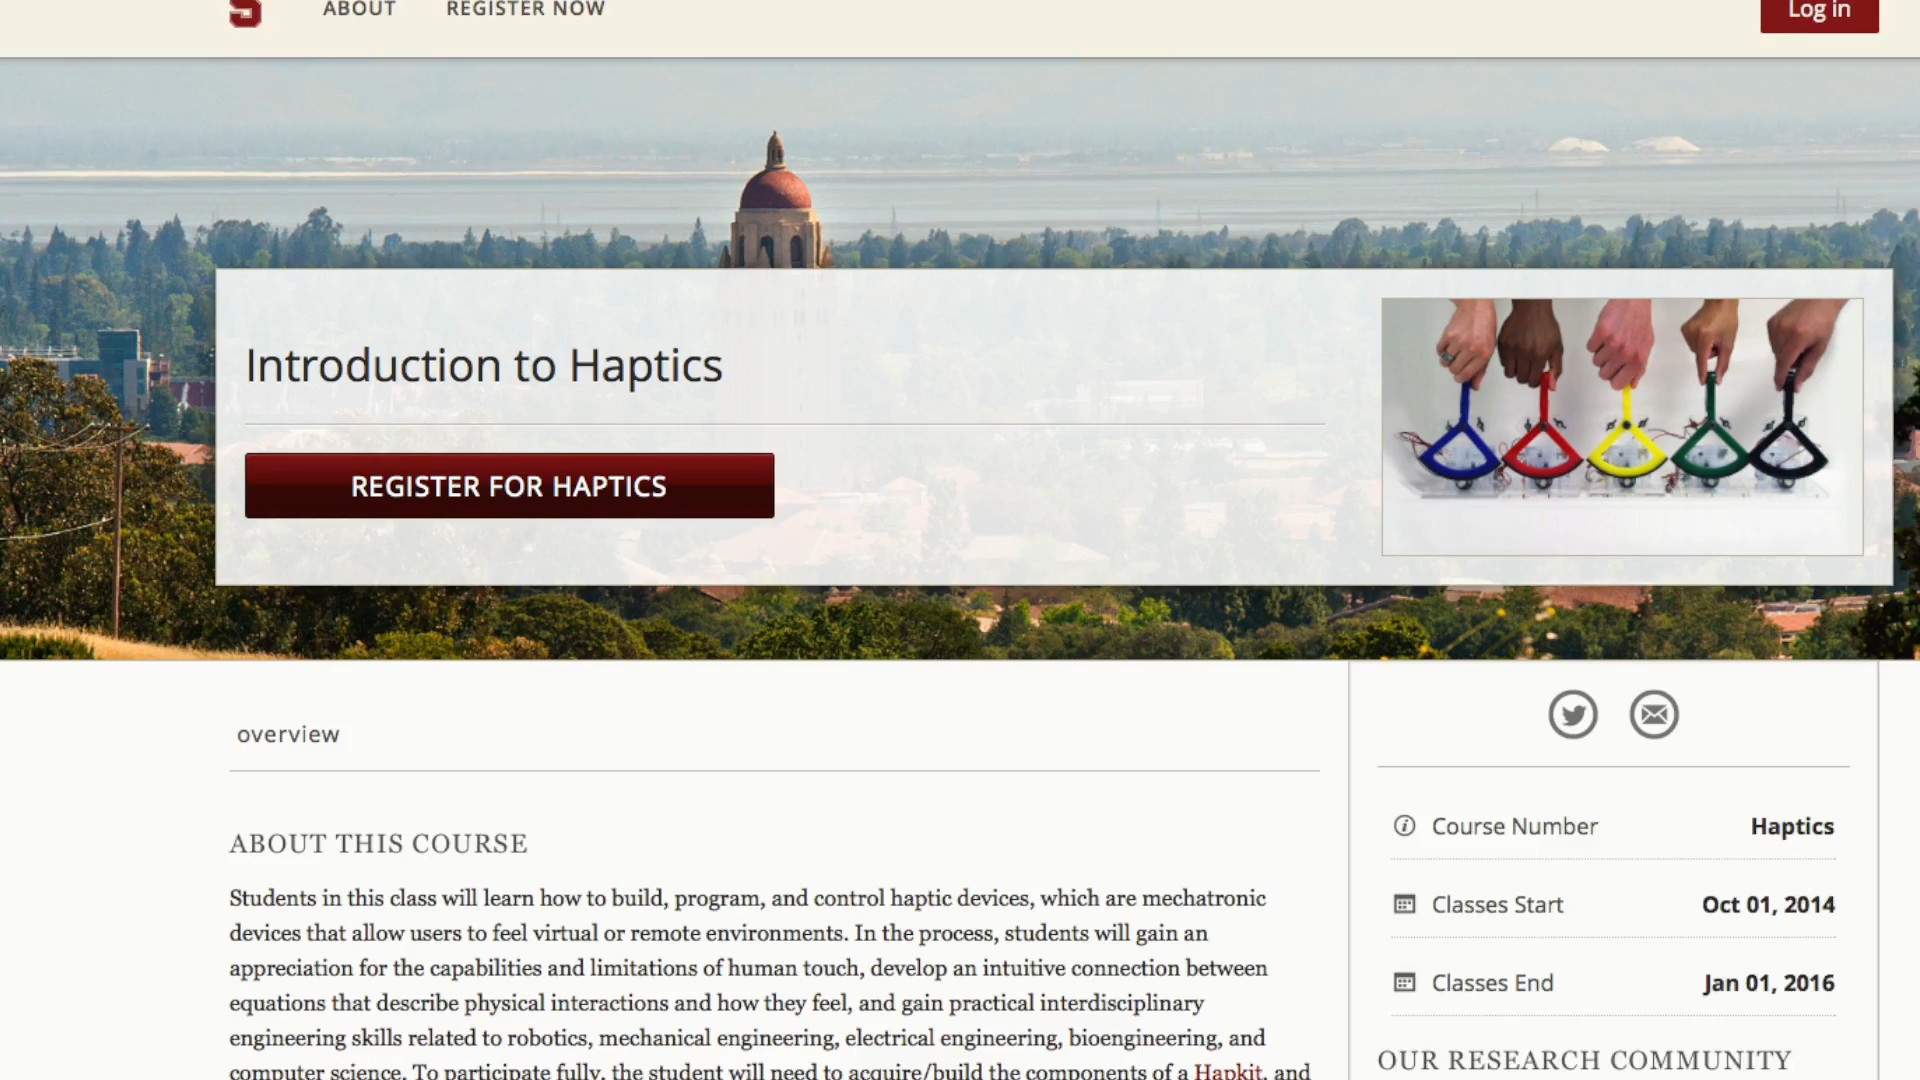 S
ABOUT
REGISTER NOW
Log in
Introduction to Haptics
REGISTER FOR HAPTICS
overview
ABOUT THIS COURSE
Students in this class will learn how to build, program, and control haptic devices, which are mechatronic
devices that allow users to feel virtual or remote environments. In the process, students will gain an
appreciation for the capabilities and limitations of human touch, develop an intuitive connection between
equations that describe physical interactions and how they feel, and gain practical interdisciplinary
engineering skills related to robotics, mechanical engineering, electrical engineering, bioengineering, and
computer science. To participate fully, the student will need to acquire/build the components of a Hapkit, and
Course Number Haptics
Classes Start Oct 01, 2014
Classes End Jan 01, 2016
OUR RESEARCH COMMUNITY